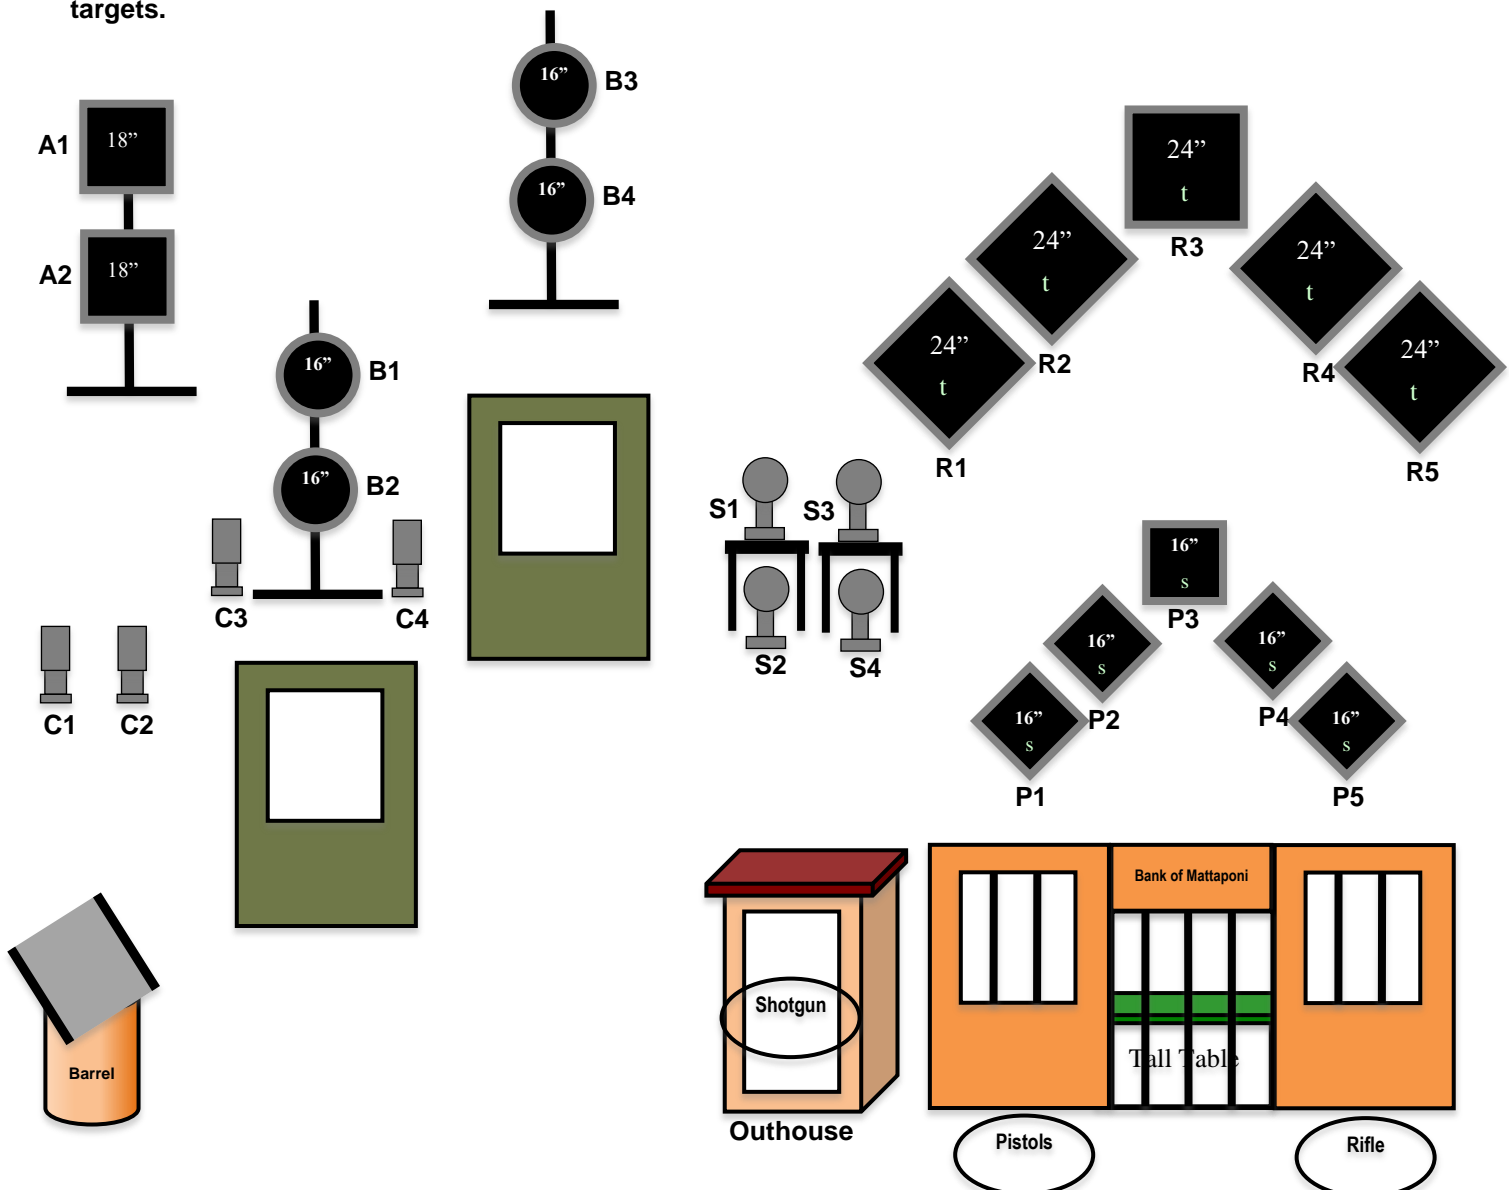 targets.
16”
B3
A1
18”
16”
B4
24”
t
R3
A2
18”
24”
t
R2
24”
t
R4
24”
t
R1
24”
t
R5
16”
B1
16”
B2
C3
C4
C1
C2
S1
S3
S2
S4
16”
s
P3
16”
s
P2
16”
s
P4
16”
s
P1
16”
s
P5
Bank of Mattaponi
Shotgun
Tall Table
Barrel
Outhouse
Pistols
Rifle